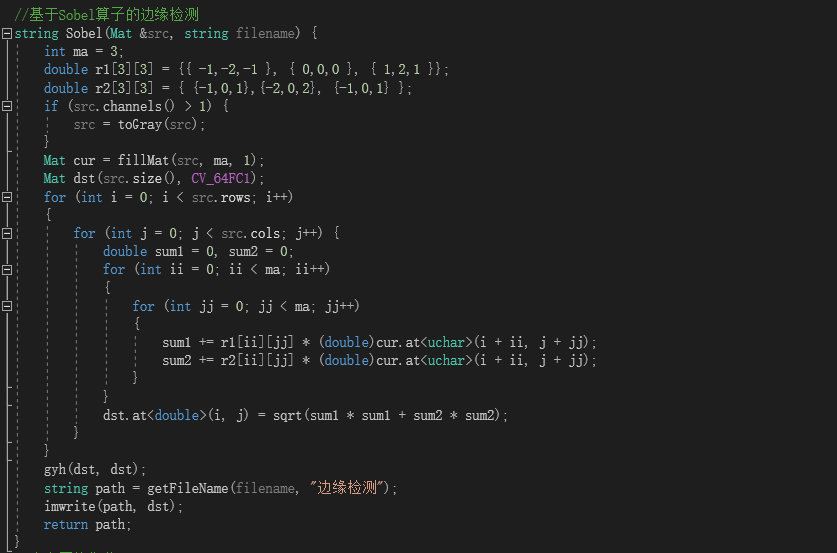 //基于Sobel算子的边缘检测
string Sobel(Mat &src, string filename) {
int ma = 3;
double r1[3][3] = {{ -1,-2,-1 }, { 0,0,0 }, { 1,2,1 }};
double r2[3][3] = { {-1,0,1},{-2,0,2}, {-1,0,1} };
if (src.channels() > 1) {
src = toGray(src);
}
Mat cur = fillMat(src, ma, 1);
Mat dst(src.size(), CV_64FC1);
for (int i = 0; i < src.rows; i++)
{
for (int j = 0; j < src.cols; j++) {
double sum1 = 0, sum2 = 0;
for (int ii = 0; ii < ma; ii++)
{
for (int jj = 0; jj < ma; jj++)
{
sum1 += r1[ii][jj] * (double)cur.at<uchar>(i + ii, j + jj);
sum2 += r2[ii][jj] * (double)cur.at<uchar>(i + ii, j + jj);
}
}
dst.at<double>(i, j) = sqrt(sum1 * sum1 + sum2 * sum2);
}
}
gyh(dst, dst);
string path = getFileName(filename, "边缘检测");
imwrite(path, dst);
return path;
}